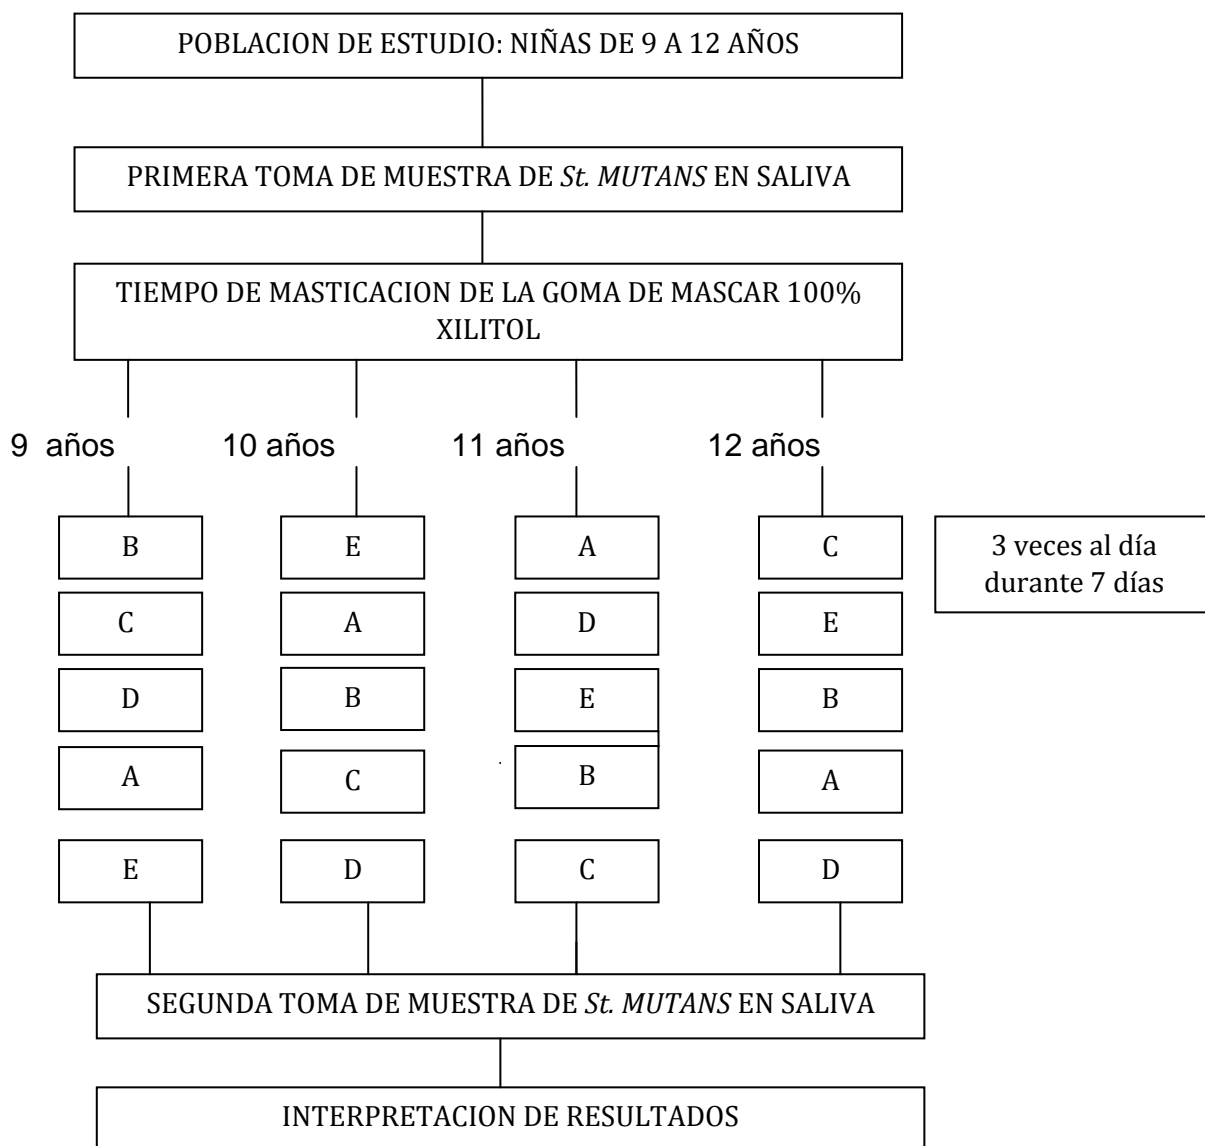 POBLACION DE ESTUDIO: NIÑAS DE 9 A 12 AÑOS
PRIMERA TOMA DE MUESTRA DE St. MUTANS EN SALIVA
TIEMPO DE MASTICACION DE LA GOMA DE MASCAR 100%
XILITOL
9 años 10 años 11 años 12 años
B E A C
3 veces al día
durante 7 días
C A D E
D B E B
A C B A
E D C D
SEGUNDA TOMA DE MUESTRA DE St. MUTANS EN SALIVA
INTERPRETACION DE RESULTADOS